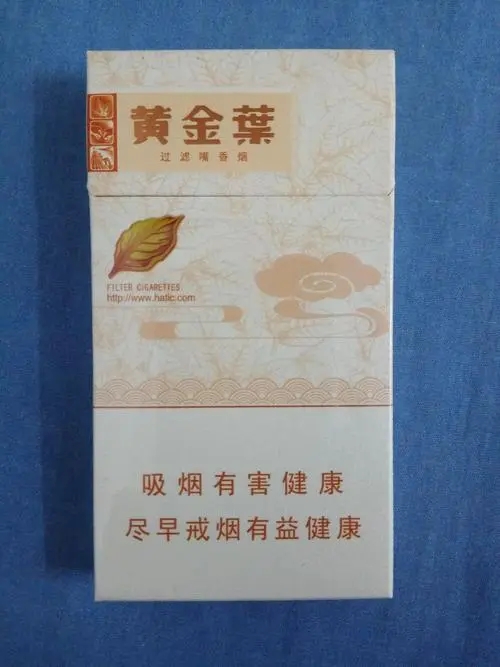 黄金葉
过滤嘴香烟
FILTER CIGARETTES
http://www.hatic.com
吸烟有害健康
尽早戒烟有益健康